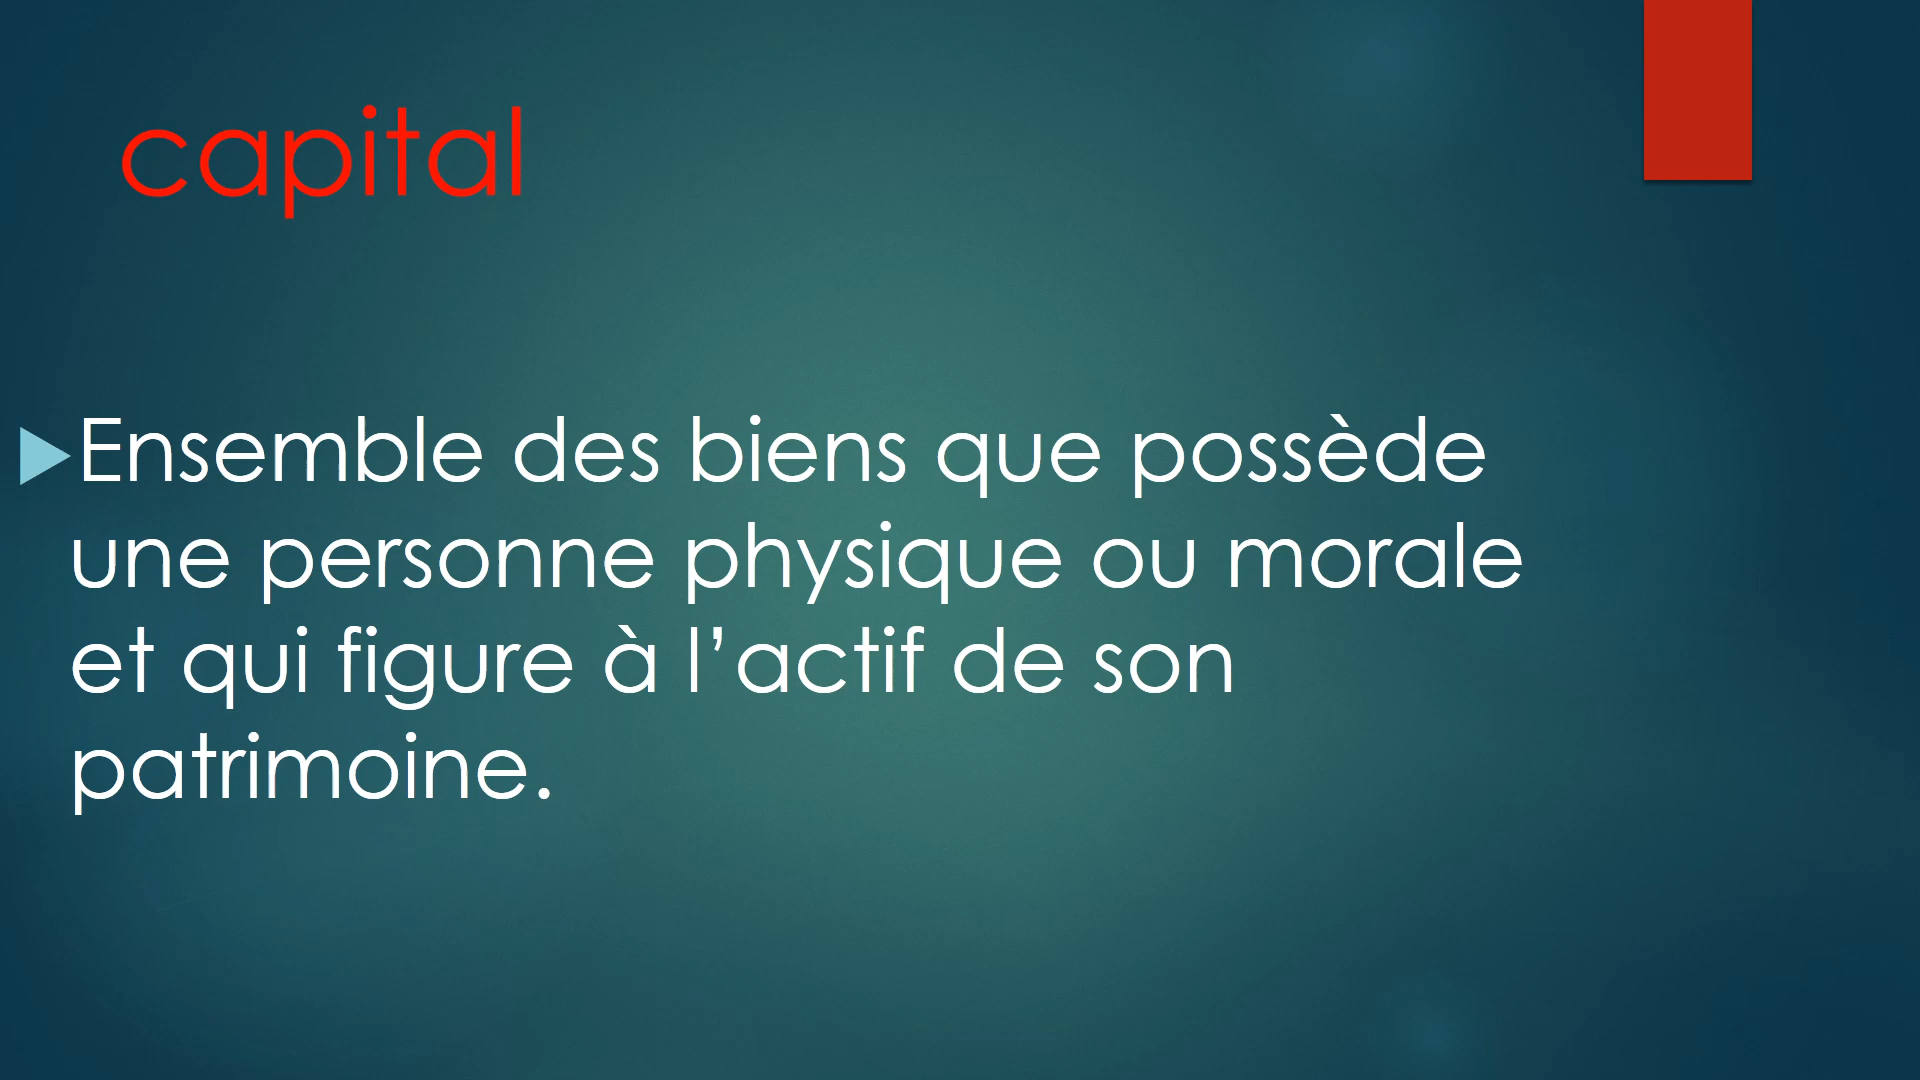 capital
Ensemble des biens que possède
une personne physique ou morale
et qui figure à l’actif de son
patrimoine.